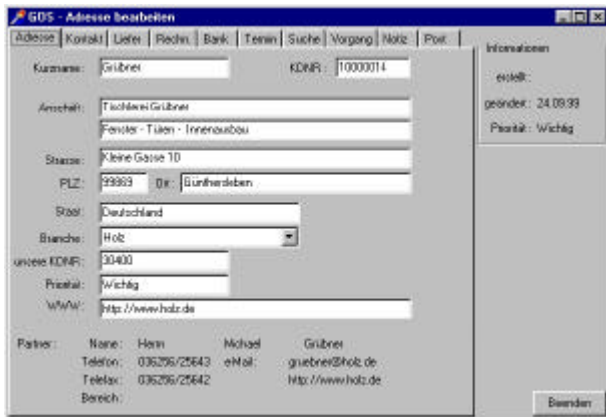 GDS - Adresse bearbeiten
Adresse Kontakt Liefer Rechn. Bank Temin Suche Vorgang Notiz Post
Kurzname: Grübner KDNR: 10000014
Anschrift: Tischlerei Grübner
Fenster - Türen - Innenausbau
Strasse: Kleine Gasse 10
PLZ: 99869 Ort: Günthersleben
Staat: Deutschland
Branche: Holz
unsere KDNR: 30400
Priorität: Wichtig
WWW: http://www.holz.de
Partner: Name: Herrn Michael Grübner
Telefon: 036256/25643 eMail: gruebner@holz.de
Telefax: 036256/25642 http://www.holz.de
Bereich:
Informationen
erstellt:
geändert: 24.09.99
Priorität: Wichtig
Beenden